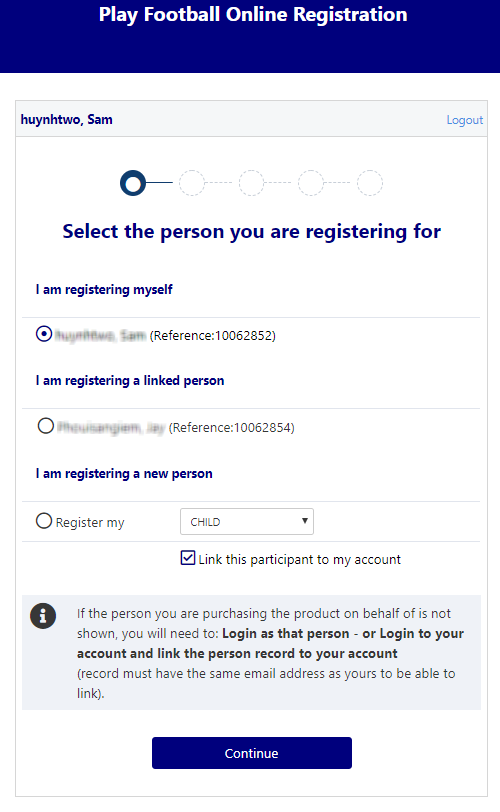 Play Football Online Registration
huynhtwo, Sam
Logout
Select the person you are registering for
I am registering myself
(Reference:10062852)
I am registering a linked person
(Reference:10062854)
I am registering a new person
Register my
CHILD
Link this participant to my account
If the person you are purchasing the product on behalf of is not
shown, you will need to: Login as that person - or Login to your
account and link the person record to your account
(record must have the same email address as yours to be able to
link).
Continue